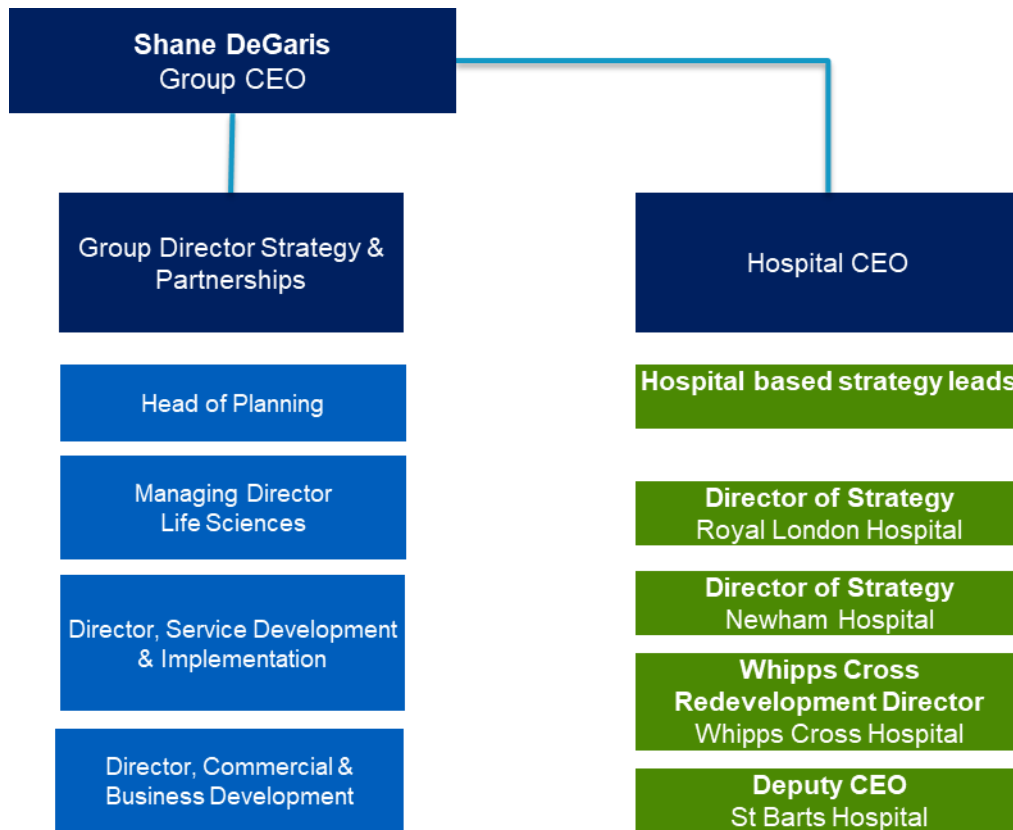 Shane DeGaris
Group CEO
Group Director Strategy &
Partnerships
Head of Planning
Managing Director
Life Sciences
Director, Service Development
& Implementation
Director, Commercial &
Business Development
Hospital CEO
Hospital based strategy leads
Director of Strategy
Royal London Hospital
Director of Strategy
Newham Hospital
Whipps Cross
Redevelopment Director
Whipps Cross Hospital
Deputy CEO
St Barts Hospital